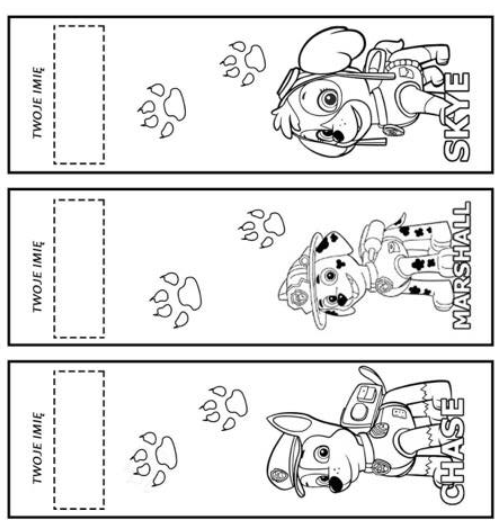 TWOJE IMIĘ
SKYE
TWOJE IMIĘ
MARSHALL
TWOJE IMIĘ
CHASE